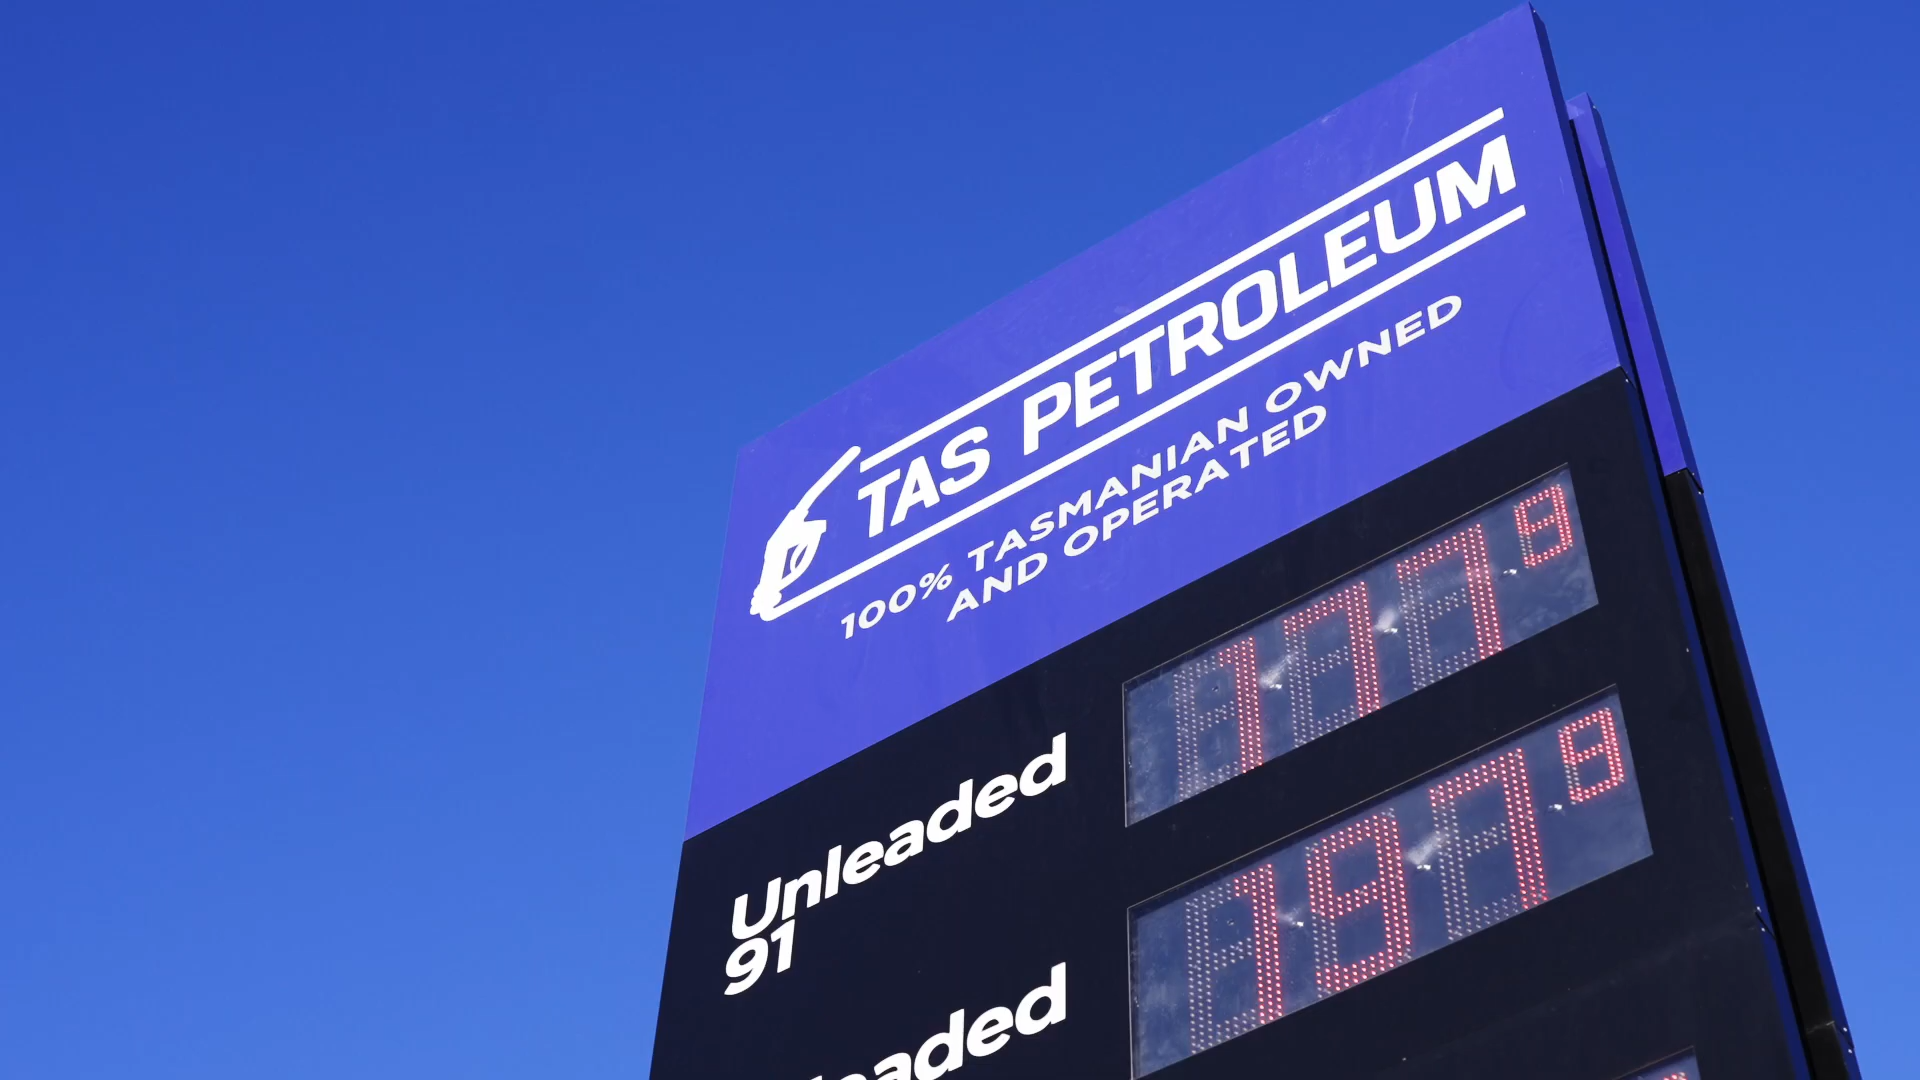 TAS PETROLEUM
100% TASMANIAN OWNED
AND OPERATED
177.9
Unleaded
91
197.9